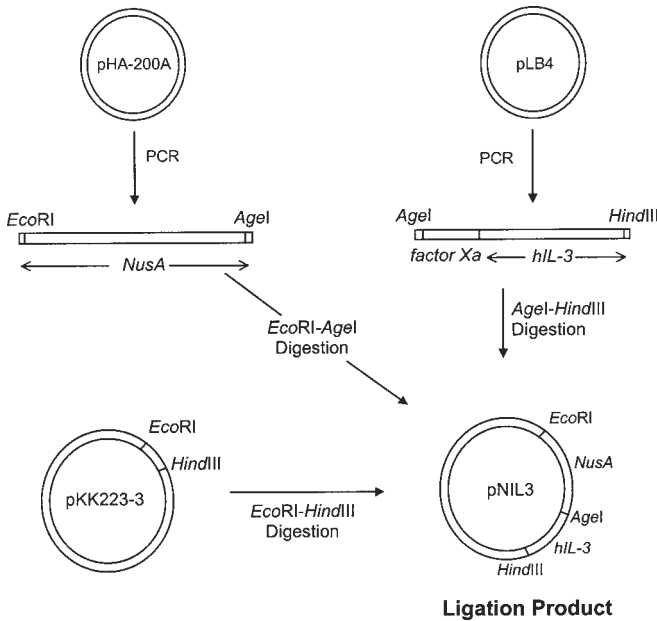 pHA-200A
pLB4
PCR
PCR
EcoRI
AgeI
NusA
AgeI
HindIII
factor Xa
hIL-3
EcoRI-AgeI
Digestion
AgeI-HindIII
Digestion
pKK223-3
EcoRI
HindIII
EcoRI-HindIII
Digestion
pNIL3
EcoRI
NusA
AgeI
hIL-3
HindIII
Ligation Product